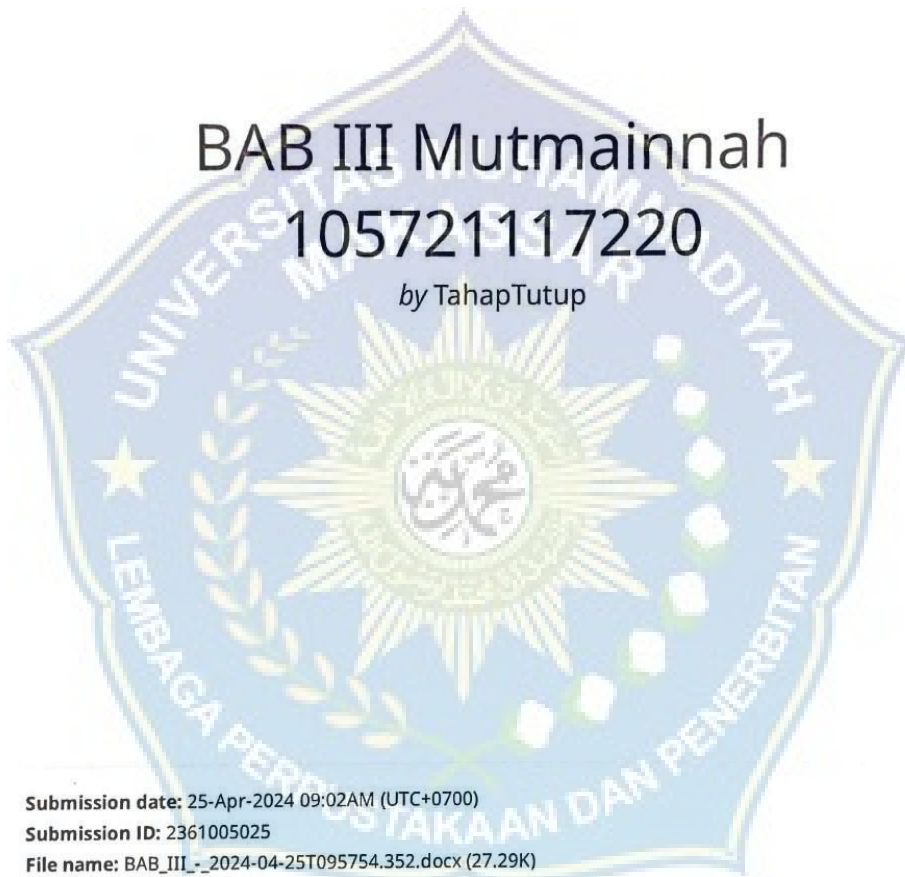 BAB III Mutmainnah
105721117220
by TahapTutup
UNIVERSITAS MUHAMMADIYAH
MAKASSAR
محمدية
LEMBAGA PERPUSTAKAAN DAN PENERBITAN
Submission date: 25-Apr-2024 09:02AM (UTC+0700)
Submission ID: 2361005025
File name: BAB_III_-_2024-04-25T095754.352.docx (27.29K)